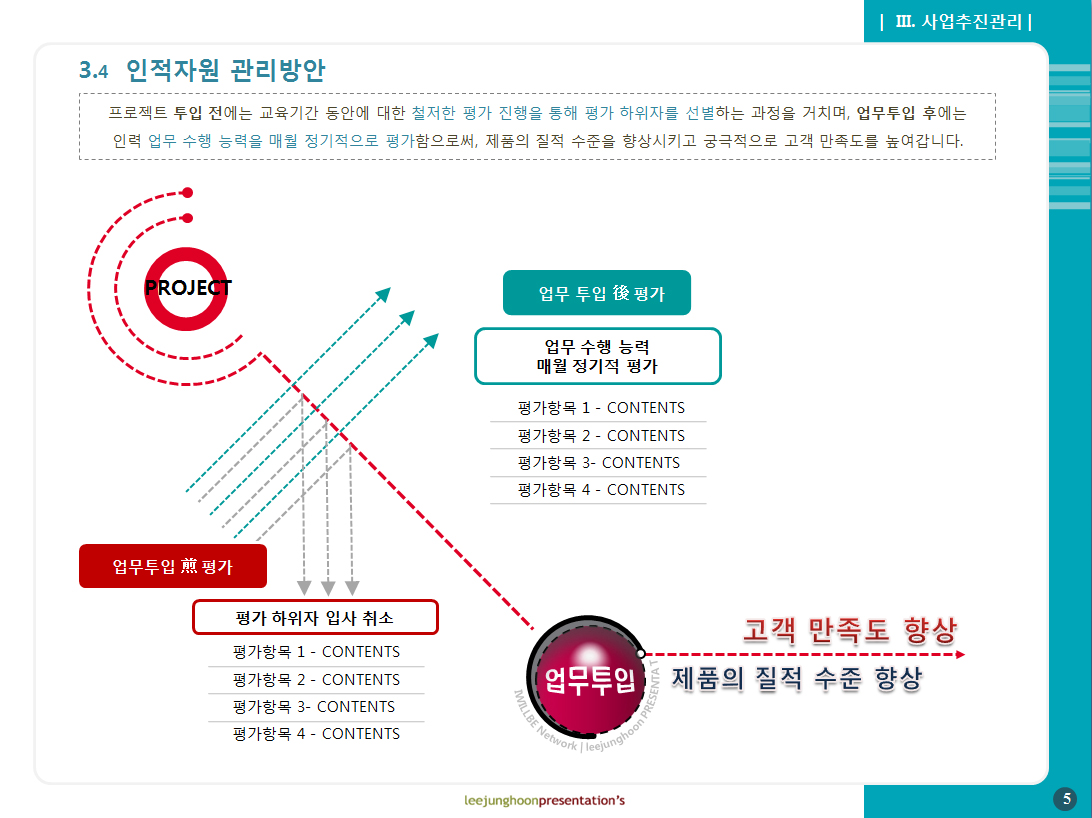 | Ⅲ. 사업추진관리 |
3.4 인적자원 관리방안
프로젝트 투입 전에는 교육기간 동안에 대한 철저한 평가 진행을 통해 평가 하위자를 선별하는 과정을 거치며, 업무투입 후에는
인력 업무 수행 능력을 매월 정기적으로 평가함으로써, 제품의 질적 수준을 향상시키고 궁극적으로 고객 만족도를 높여갑니다.
PROJECT
업무 투입 後 평가
업무 수행 능력
매월 정기적 평가
평가항목 1 - CONTENTS
평가항목 2 - CONTENTS
평가항목 3- CONTENTS
평가항목 4 - CONTENTS
업무투입 煎 평가
평가 하위자 입사 취소
평가항목 1 - CONTENTS
평가항목 2 - CONTENTS
평가항목 3- CONTENTS
평가항목 4 - CONTENTS
업무투입
IWILLBE Network | leejunghoon PRESENTAT
고객 만족도 향상
제품의 질적 수준 향상
leejunghoonpresentation's
5